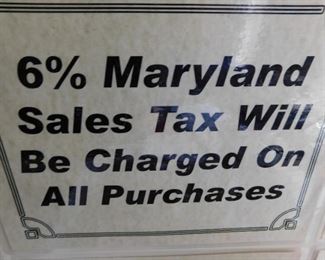 6% Maryland
Sales Tax Will
Be Charged On
All Purchases